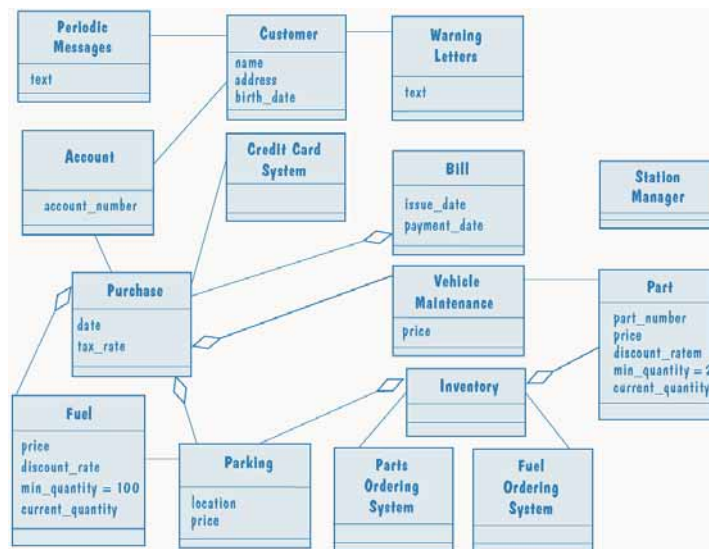 Periodic
Messages
text
Customer
name
address
birth_date
Warning
Letters
text
Account
account_number
Credit Card
System
Bill
issue_date
payment_date
Station
Manager
Purchase
date
tax_rate
Vehicle
Maintenance
price
Part
part_number
price
discount_ratem
min_quantity = 2
current_quantity
Fuel
price
discount_rate
min_quantity = 100
current_quantity
Parking
location
price
Inventory
Parts
Ordering
System
Fuel
Ordering
System